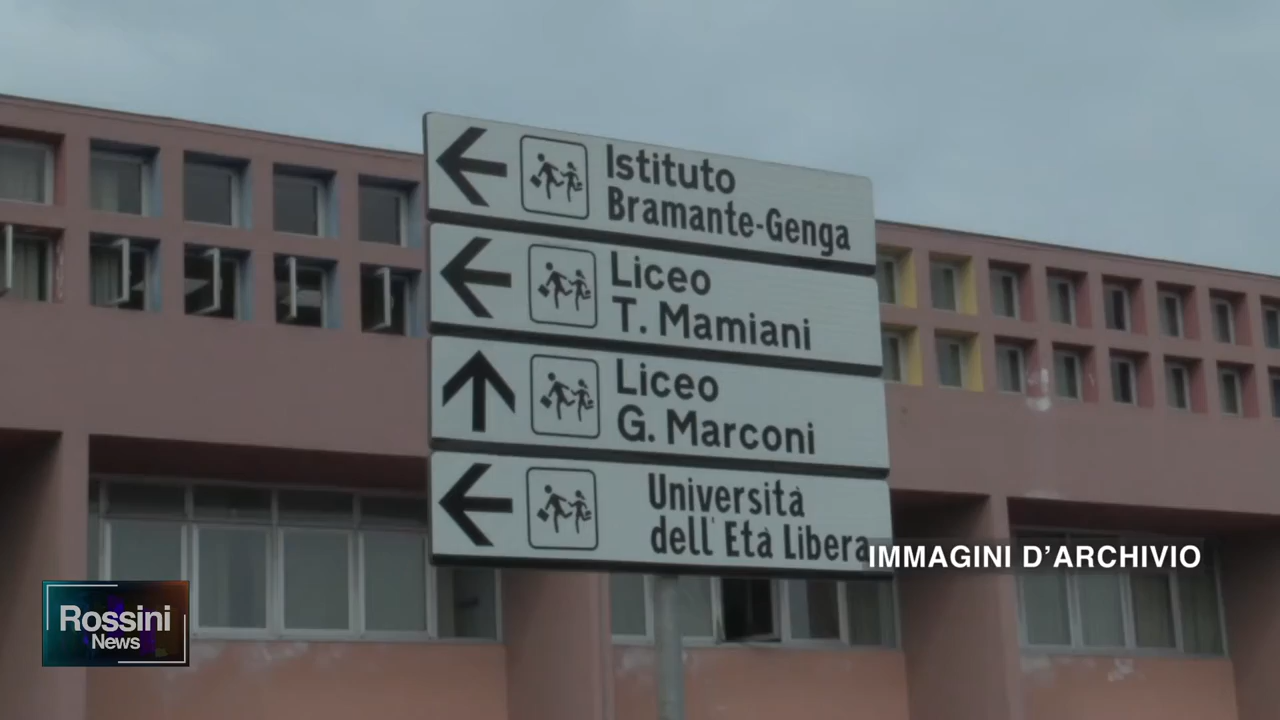 Istituto
Bramante-Genga
Liceo
T. Mamiani
Liceo
G. Marconi
Università
dell'Età Libera
IMMAGINI D'ARCHIVIO
Rossini
News